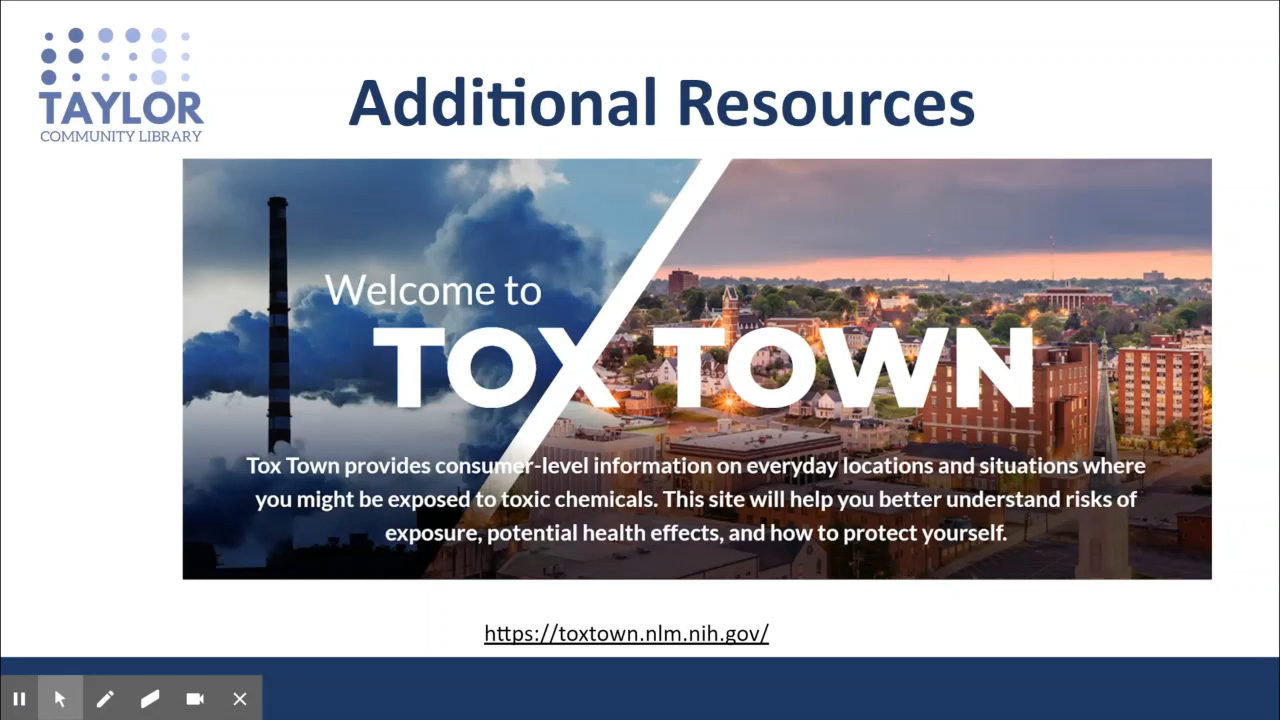 TAYLOR
COMMUNITY LIBRARY
Additional Resources
Welcome to
TOX TOWN
Tox Town provides consumer-level information on everyday locations and situations where
you might be exposed to toxic chemicals. This site will help you better understand risks of
exposure, potential health effects, and how to protect yourself.
https://toxtown.nlm.nih.gov/